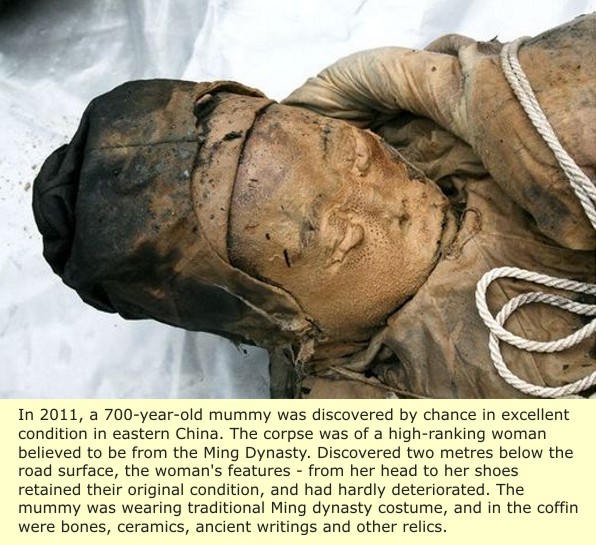 In 2011, a 700-year-old mummy was discovered by chance in excellent
condition in eastern China. The corpse was of a high-ranking woman
believed to be from the Ming Dynasty. Discovered two metres below the
road surface, the woman's features - from her head to her shoes
retained their original condition, and had hardly deteriorated. The
mummy was wearing traditional Ming dynasty costume, and in the coffin
were bones, ceramics, ancient writings and other relics.